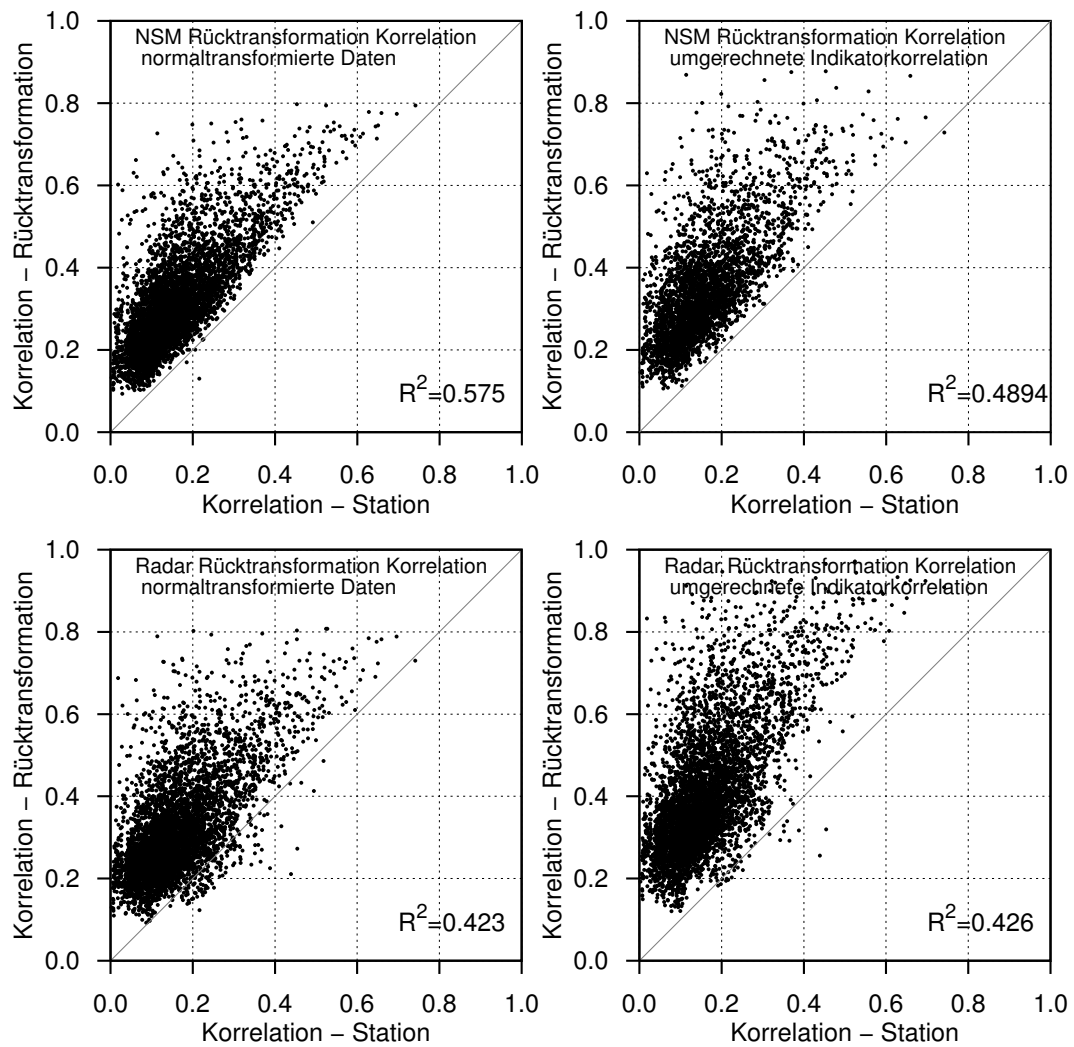 NSM Rücktransformation Korrelation
normaltransformierte Daten
Korrelation – Rücktransformation
1.0
0.8
0.6
0.4
0.2
0.0
R2=0.575
0.0 0.2 0.4 0.6 0.8 1.0
Korrelation – Station
NSM Rücktransformation Korrelation
umgerechnete Indikatorkorrelation
Korrelation – Rücktransformation
1.0
0.8
0.6
0.4
0.2
0.0
R2=0.4894
0.0 0.2 0.4 0.6 0.8 1.0
Korrelation – Station
Radar Rücktransformation Korrelation
normaltransformierte Daten
Korrelation – Rücktransformation
1.0
0.8
0.6
0.4
0.2
0.0
R2=0.423
0.0 0.2 0.4 0.6 0.8 1.0
Korrelation – Station
Radar Rücktransformation Korrelation
umgerechnete Indikatorkorrelation
Korrelation – Rücktransformation
1.0
0.8
0.6
0.4
0.2
0.0
R2=0.426
0.0 0.2 0.4 0.6 0.8 1.0
Korrelation – Station